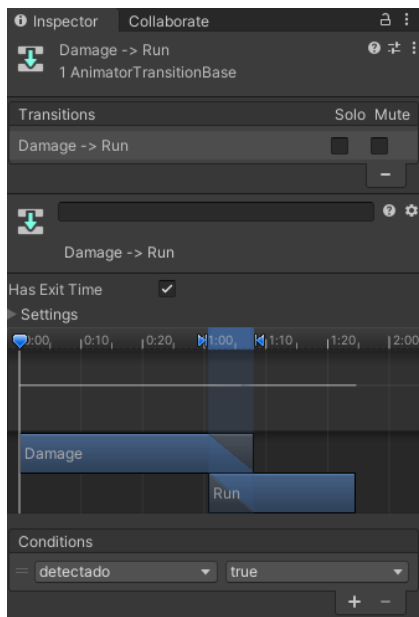 Inspector Collaborate
Damage -> Run
1 AnimatorTransitionBase
Transitions Solo Mute
Damage -> Run
Damage -> Run
Has Exit Time
Settings
0:00 0:10 0:20 1:00 1:10 1:20 2:00
Damage
Run
Conditions
detectado true